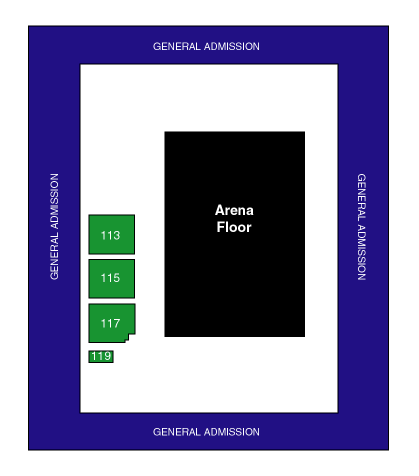 GENERAL ADMISSION
GENERAL ADMISSION
Arena
Floor
GENERAL ADMISSION
113
115
117
119
GENERAL ADMISSION